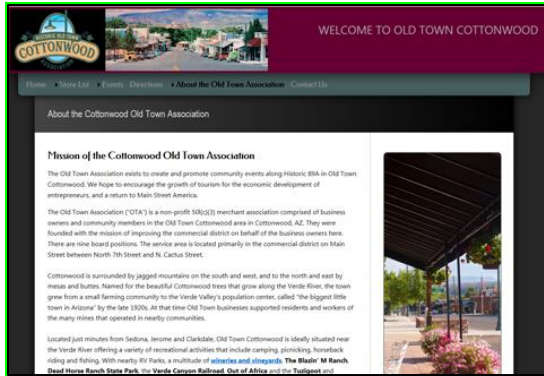 HISTORIC OLD TOWN
COTTONWOOD
ASSOCIATION
WELCOME TO OLD TOWN COTTONWOOD
Home Store List Events Directions About the Old Town Association Contact Us
About the Cottonwood Old Town Association
Mission of the Cottonwood Old Town Association
The Old Town Association exists to create and promote community events along Historic 89A in Old Town
Cottonwood. We hope to encourage the growth of tourism for the economic development of
entrepreneurs, and a return to Main Street America.
The Old Town Association ("OTA") is a non-profit 501(c)(3) merchant association comprised of business
owners and community members in the Old Town Cottonwood area in Cottonwood, AZ. They were
founded with the mission of improving the commercial district on behalf of the business owners here.
There are nine board positions. The service area is located primarily in the commercial district on Main
Street between North 7th Street and N. Cactus Street.
Cottonwood is surrounded by jagged mountains on the south and west, and to the north and east by
mesas and buttes. Named for the beautiful Cottonwood trees that grow along the Verde River, the town
grew from a small farming community to the Verde Valley's population center, called "the biggest little
town in Arizona" by the late 1920s. At that time Old Town businesses supported residents and workers of
the many mines that operated in nearby communities.
Located just minutes from Sedona, Jerome and Clarkdale, Old Town Cottonwood is ideally situated near
the Verde River offering a variety of recreational activities that include camping, picnicking, horseback
riding and fishing. With nearby RV Parks, a multitude of wineries and vineyards, The Blazin' M Ranch,
Dead Horse Ranch State Park, the Verde Canyon Railroad, Out of Africa and the Tuzigoot and